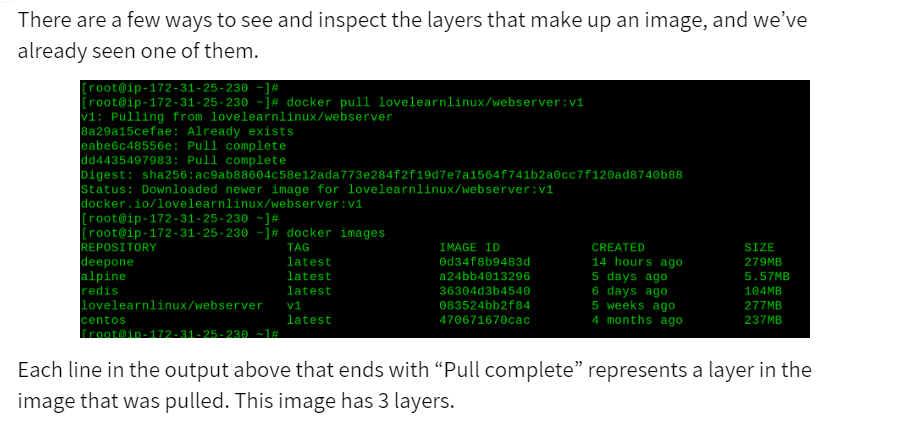 There are a few ways to see and inspect the layers that make up an image, and we’ve
already seen one of them.
[root@ip-172-31-25-230 ~]#
[root@ip-172-31-25-230 ~]# docker pull lovelearnlinux/webserver:v1
v1: Pulling from lovelearnlinux/webserver
8a29a15cefae: Already exists
eabe6c48556e: Pull complete
dd4435497983: Pull complete
Digest: sha256:ac9ab88604c58e12ada773e284f2f19d7e7a1564f741b2a0cc7f120ad8740b88
Status: Downloaded newer image for lovelearnlinux/webserver:v1
docker.io/lovelearnlinux/webserver:v1
[root@ip-172-31-25-230 ~]#
[root@ip-172-31-25-230 ~]# docker images
REPOSITORY TAG IMAGE ID CREATED SIZE
deepone latest 0d34f8b9483d 14 hours ago 279MB
alpine latest a24bb4013296 5 days ago 5.57MB
redis latest 36304d3b4540 6 days ago 104MB
lovelearnlinux/webserver v1 083524bb2f84 5 weeks ago 277MB
centos latest 470671670cac 4 months ago 237MB
[root@ip-172-31-25-230 ~]#
Each line in the output above that ends with “Pull complete” represents a layer in the
image that was pulled. This image has 3 layers.